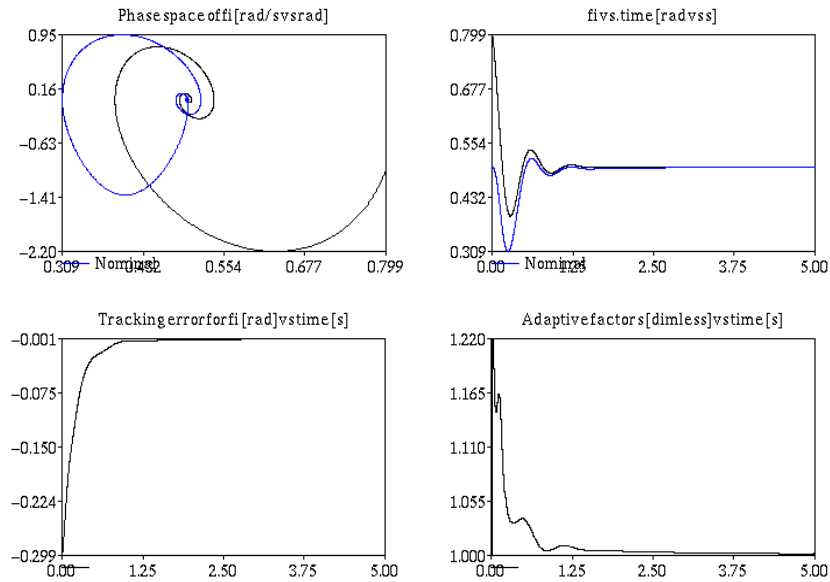 Phase space of fi [rad/s vs rad]
0.95
0.16
-0.63
-1.41
-2.20
0.309 0.432 0.554 0.677 0.799
Nominal
fi vs. time [rad vs s]
0.799
0.677
0.554
0.432
0.309
0.00 1.25 2.50 3.75 5.00
Nominal
Tracking error for fi [rad] vs time [s]
-0.001
-0.075
-0.150
-0.224
-0.299
0.00 1.25 2.50 3.75 5.00
Adaptive factor s [dimless] vs time [s]
1.220
1.165
1.110
1.055
1.000
0.00 1.25 2.50 3.75 5.00